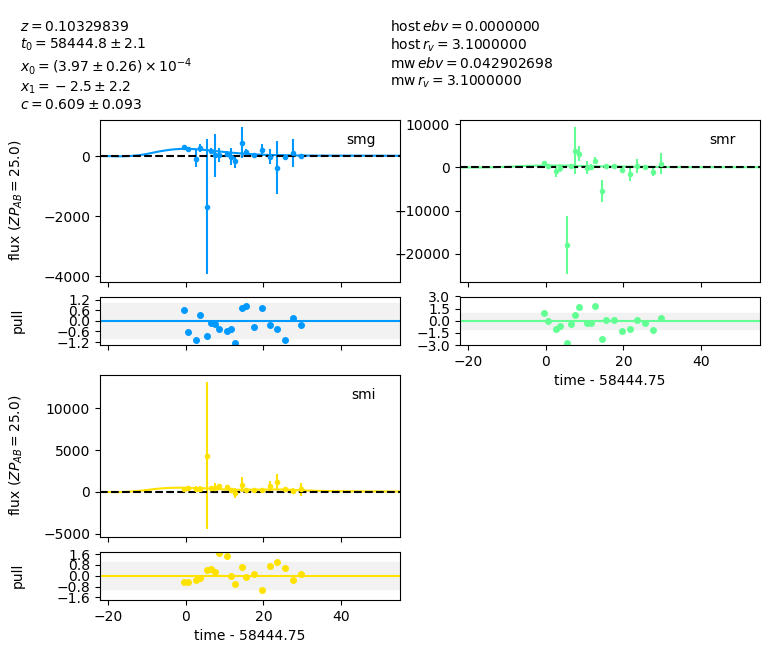 z = 0.10329839
t₀ = 58444.8 ± 2.1
x₀ = (3.97 ± 0.26) × 10⁻⁴
x₁ = −2.5 ± 2.2
c = 0.609 ± 0.093
host ebv = 0.0000000
host r_v = 3.1000000
mw ebv = 0.042902698
mw r_v = 3.1000000
flux (ZP_AB = 25.0)
smg
0
−2000
−4000
pull
1.2
0.6
0.0
−0.6
−1.2
smr
10000
0
−10000
−20000
3.0
1.5
0.0
−1.5
−3.0
−20
0
20
40
time - 58444.75
flux (ZP_AB = 25.0)
smi
10000
5000
0
−5000
pull
1.6
0.8
0.0
−0.8
−1.6
−20
0
20
40
time - 58444.75